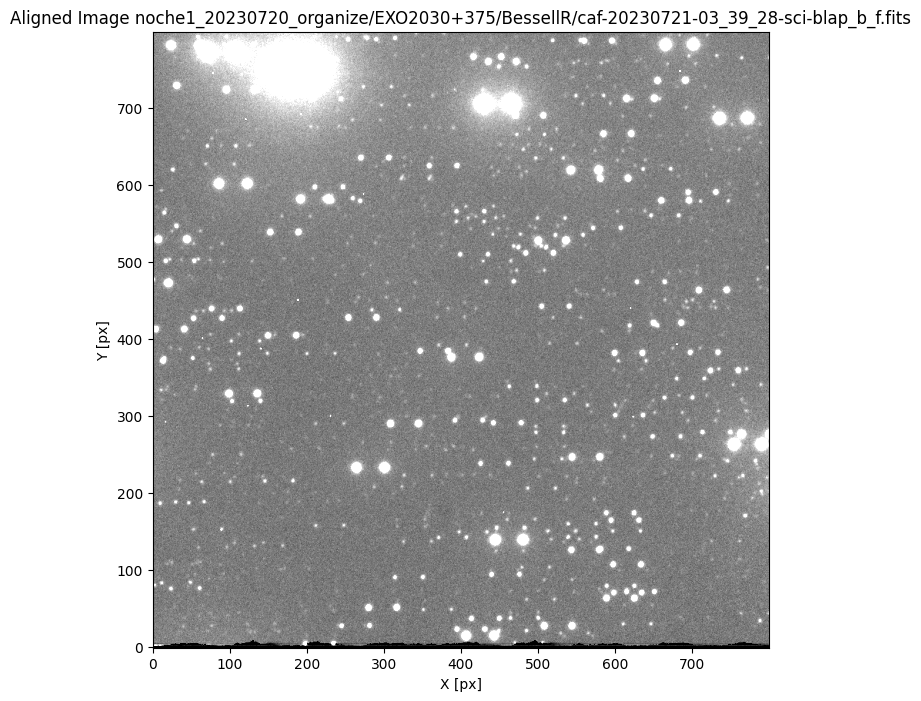 Aligned Image noche1_20230720_organize/EXO2030+375/BessellR/caf-20230721-03_39_28-sci-blap_b_f.fits
Y [px]
700
600
500
400
300
200
100
0
0 100 200 300 400 500 600 700
X [px]